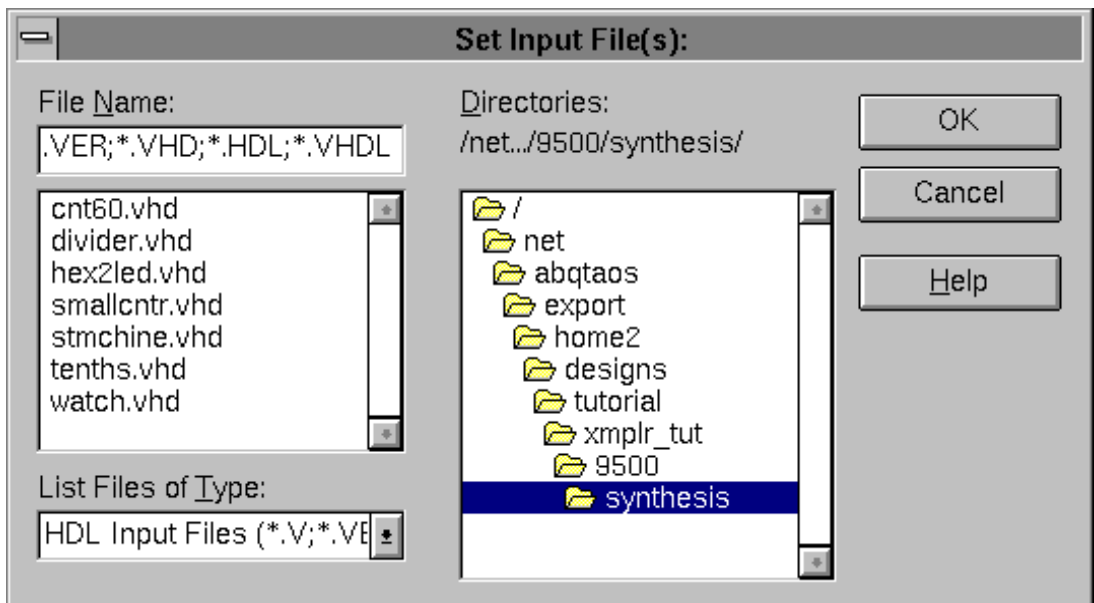 Set Input File(s):
File Name:
.VER;*.VHD;*.HDL;*.VHDL
cnt60.vhd
divider.vhd
hex2led.vhd
smallcntr.vhd
stmchine.vhd
tenths.vhd
watch.vhd
List Files of Type:
HDL Input Files (*.V;*.VE
Directories:
/net.../9500/synthesis/
/
net
abqtaos
export
home2
designs
tutorial
xmplr_tut
9500
synthesis
OK
Cancel
Help